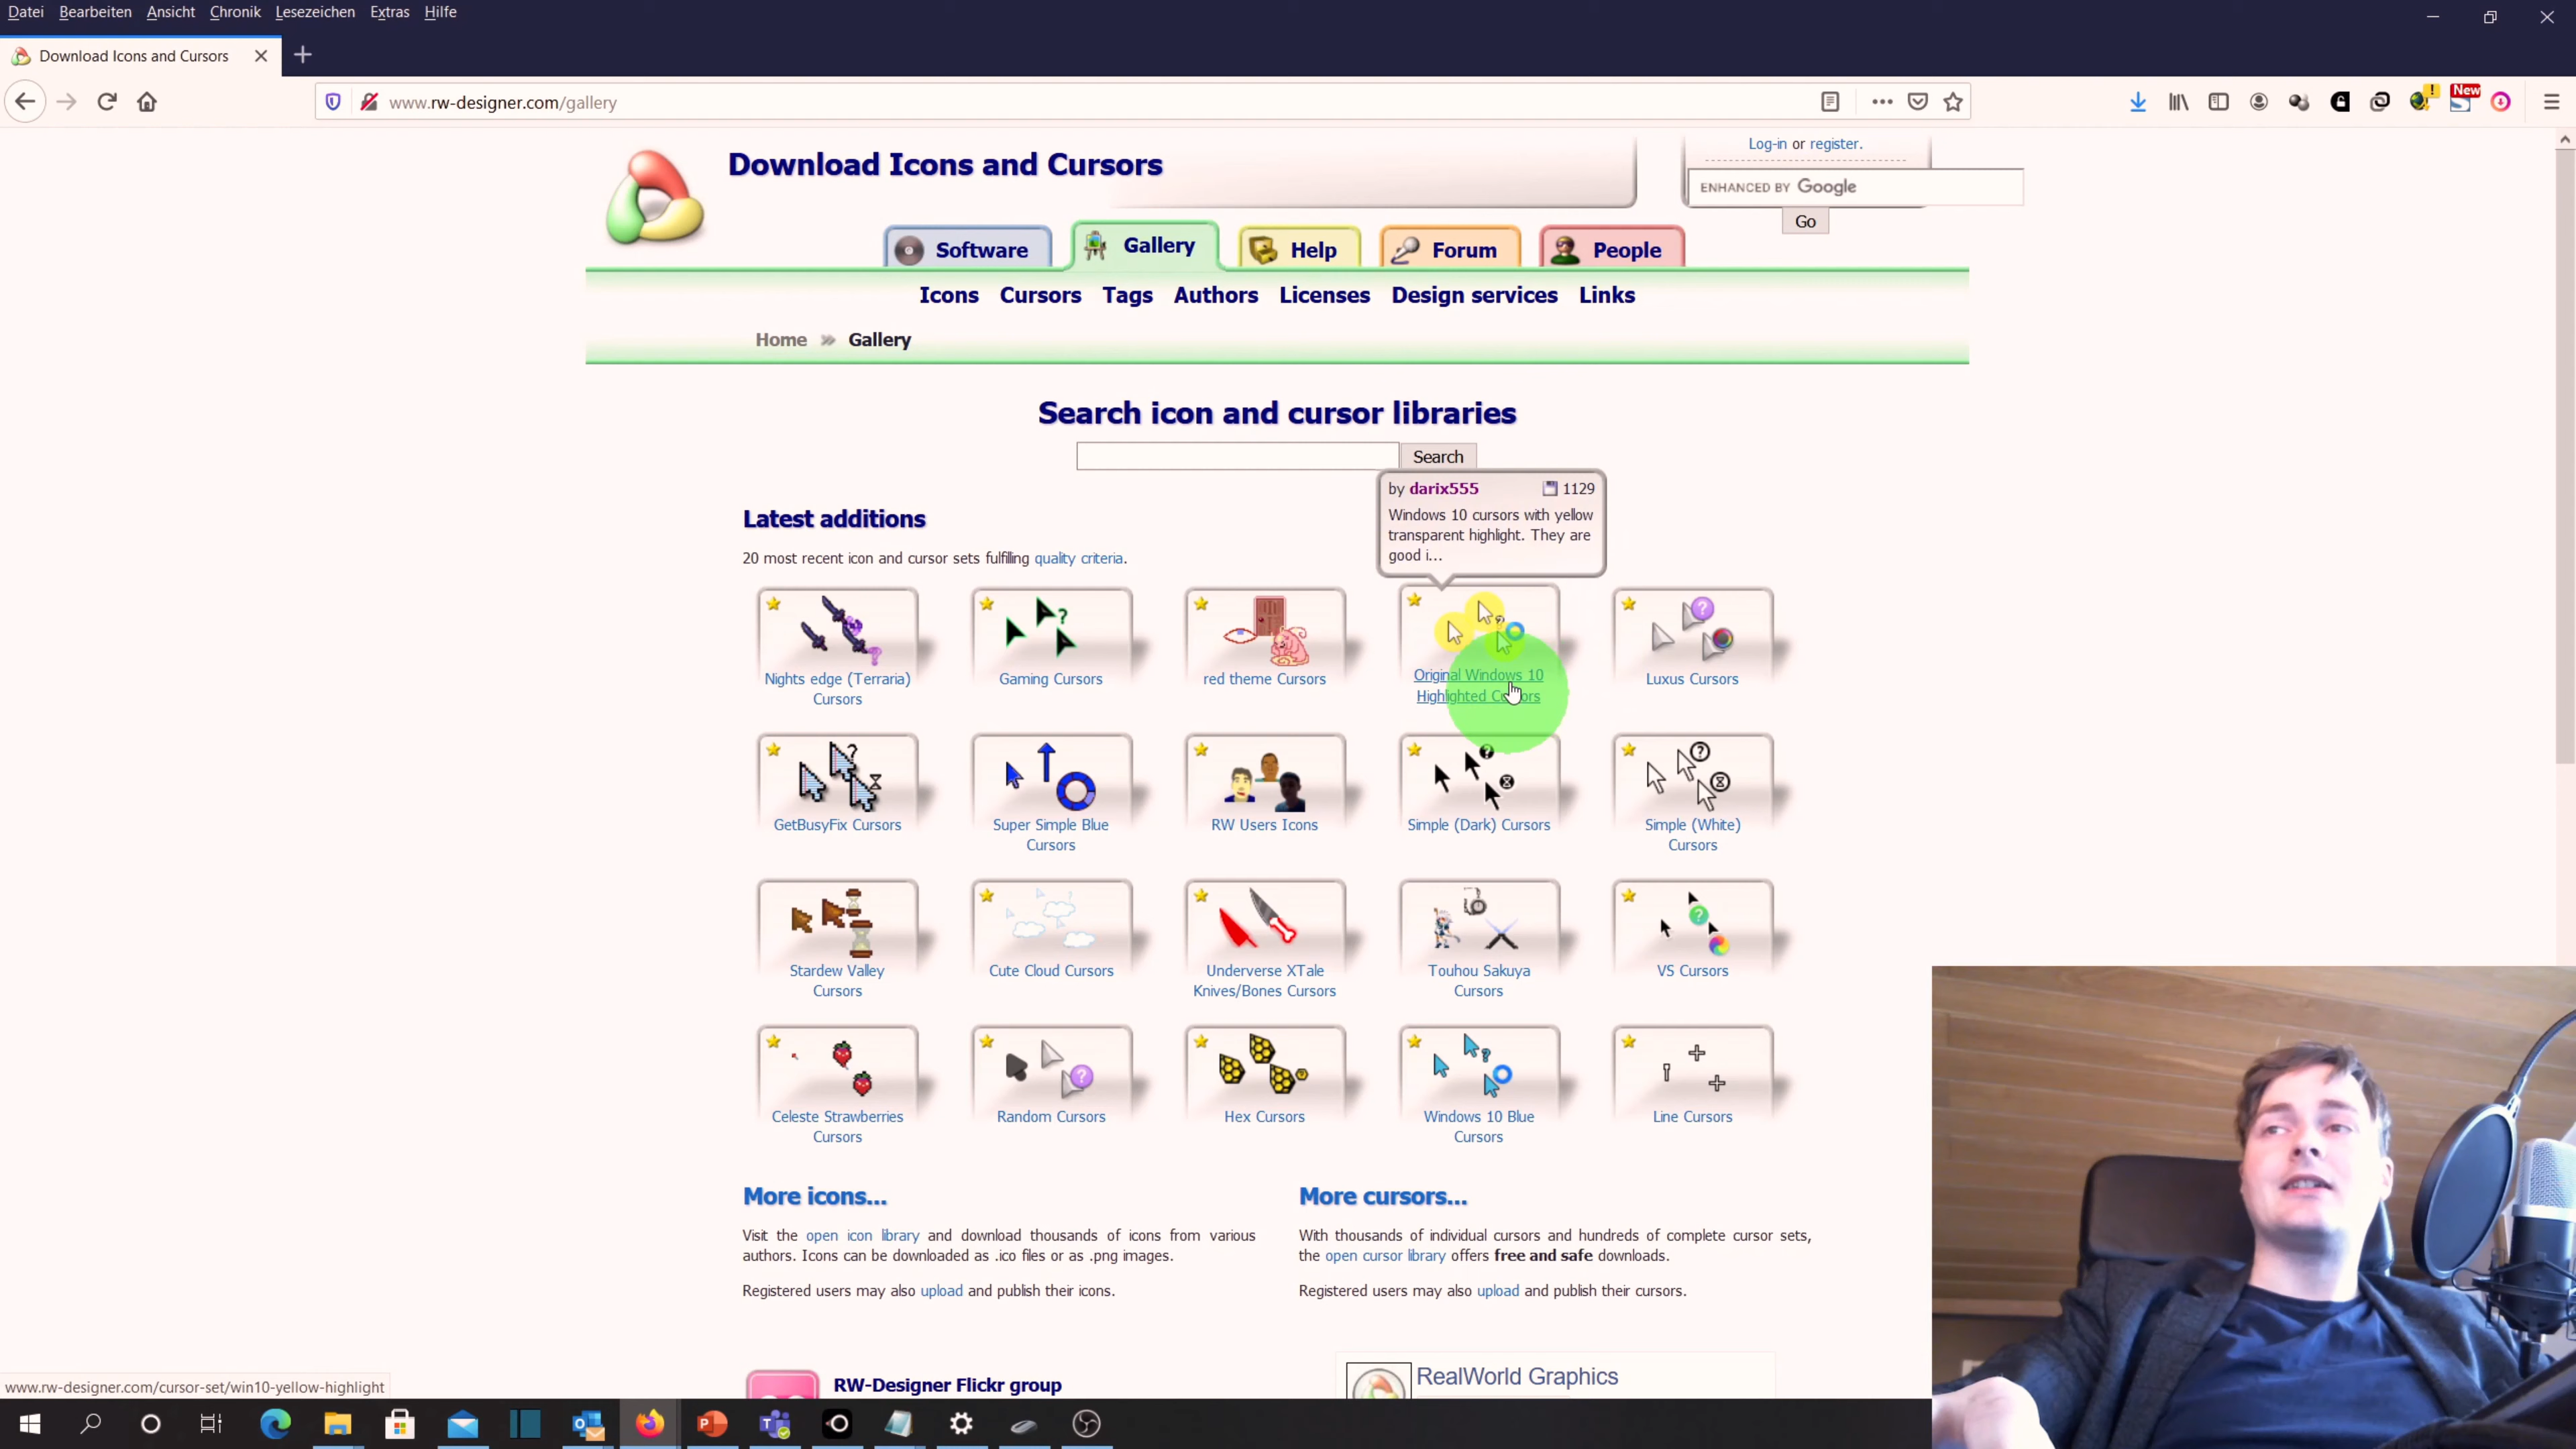 Datei Bearbeiten Ansicht Chronik Lesezeichen Extras Hilfe
Download Icons and Cursors
www.rw-designer.com/gallery
New
Download Icons and Cursors
Log-in or register.
ENHANCED BY Google
Go
Software Gallery Help Forum People
Icons Cursors Tags Authors Licenses Design services Links
Home » Gallery
Search icon and cursor libraries
Search
by darix555 1129
Windows 10 cursors with yellow
transparent highlight. They are
good i...
Latest additions
20 most recent icon and cursor sets fulfilling quality criteria.
Nights edge (Terraria)
Cursors
Gaming Cursors
red theme Cursors
Original Windows 10
Highlighted Cursors
Luxus Cursors
GetBusyFix Cursors
Super Simple Blue
Cursors
RW Users Icons
Simple (Dark) Cursors
Simple (White)
Cursors
Stardew Valley
Cursors
Cute Cloud Cursors
Underverse XTale
Knives/Bones Cursors
Touhou Sakuya
Cursors
VS Cursors
Celeste Strawberries
Cursors
Random Cursors
Hex Cursors
Windows 10 Blue
Cursors
Line Cursors
More icons...
Visit the open icon library and download thousands of icons from various
authors. Icons can be downloaded as .ico files or as .png images.
Registered users may also upload and publish their icons.
More cursors...
With thousands of individual cursors and hundreds of complete cursor sets,
the open cursor library offers free and safe downloads.
Registered users may also upload and publish their cursors.
RW-Designer Flickr group
RealWorld Graphics
www.rw-designer.com/cursor-set/win10-yellow-highlight